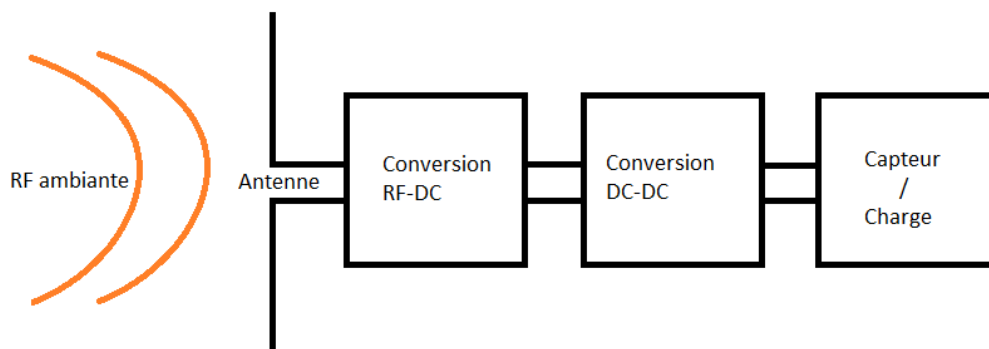 RF ambiante
Antenne
Conversion
RF-DC
Conversion
DC-DC
Capteur
/
Charge